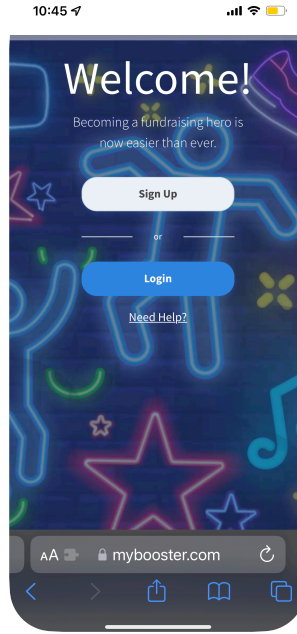 10:45
Welcome!
Becoming a fundraising hero is
now easier than ever.
Sign Up
or
Login
Need Help?
AA mybooster.com